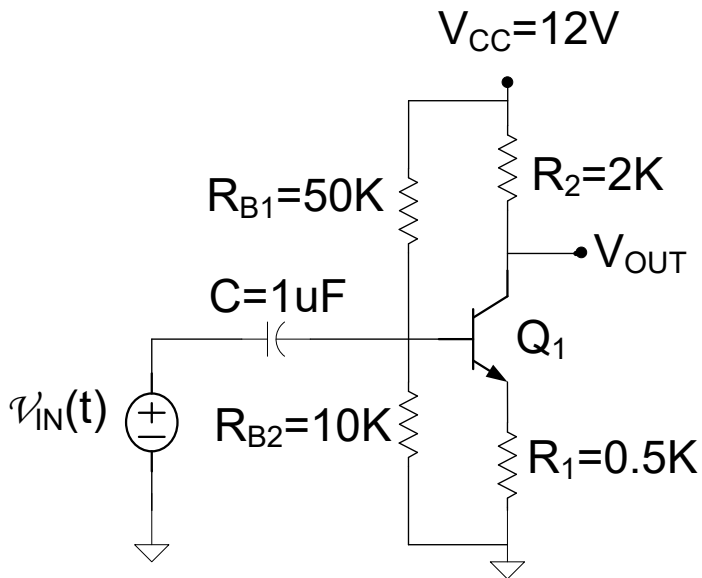 V_CC=12V
R_B1=50K
R_2=2K
V_OUT
C=1uF
Q_1
𝒱_IN(t)
R_B2=10K
R_1=0.5K